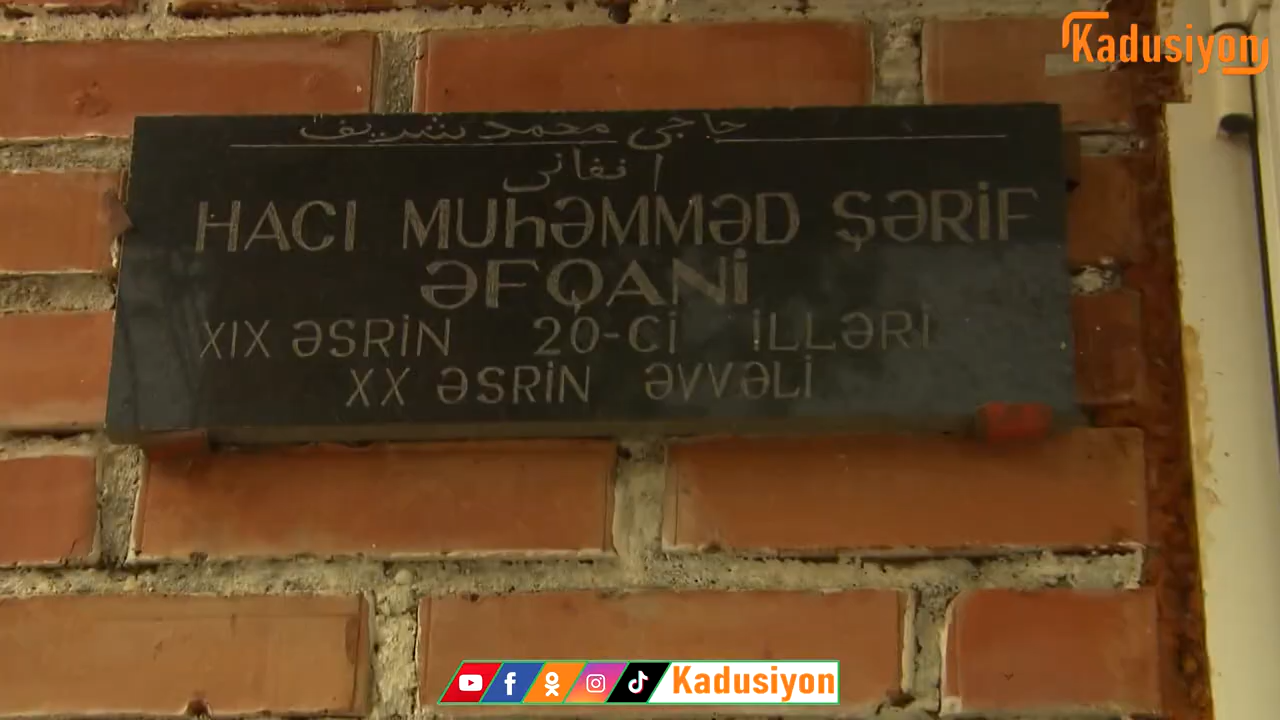 Kadusiyon
حاجی محمد شریف
افغانی
HACI MUhƏMMƏD ŞƏRİF
ƏFQANİ
XIX ƏSRİN 20-Cİ İLLƏRİ
XX ƏSRİN ƏVVƏLİ
Kadusiyon